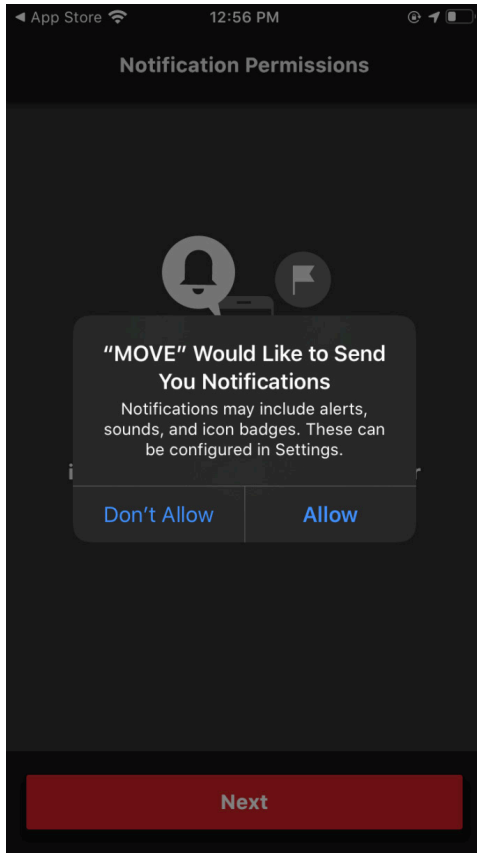 App Store 12:56 PM
Notification Permissions
“MOVE” Would Like to Send
You Notifications
Notifications may include alerts,
sounds, and icon badges. These can
be configured in Settings.
Don’t Allow Allow
Next